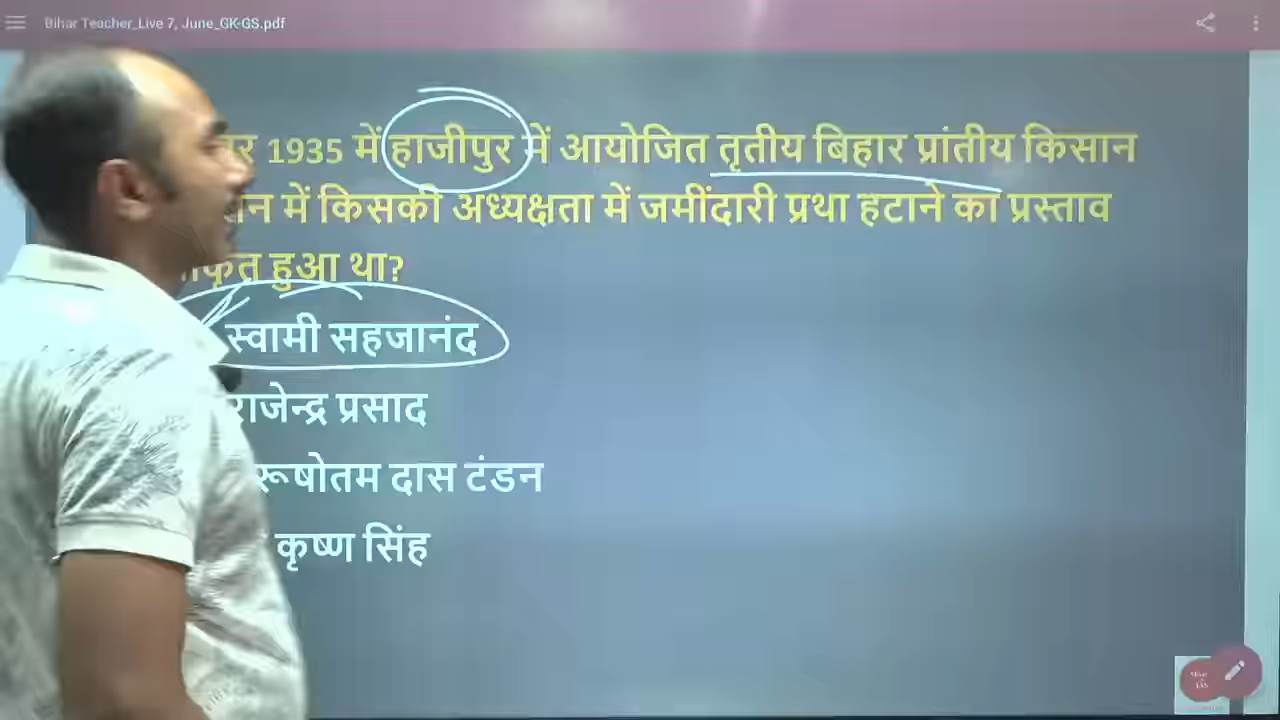 Bihar Teacher_Live 7, June_GK-GS.pdf
1935 में हाजीपुर में आयोजित तृतीय बिहार प्रांतीय किसान
में किसकी अध्यक्षता में जमींदारी प्रथा हटाने का प्रस्ताव
हुआ था?
स्वामी सहजानंद
राजेन्द्र प्रसाद
दास टंडन
कृष्ण सिंह